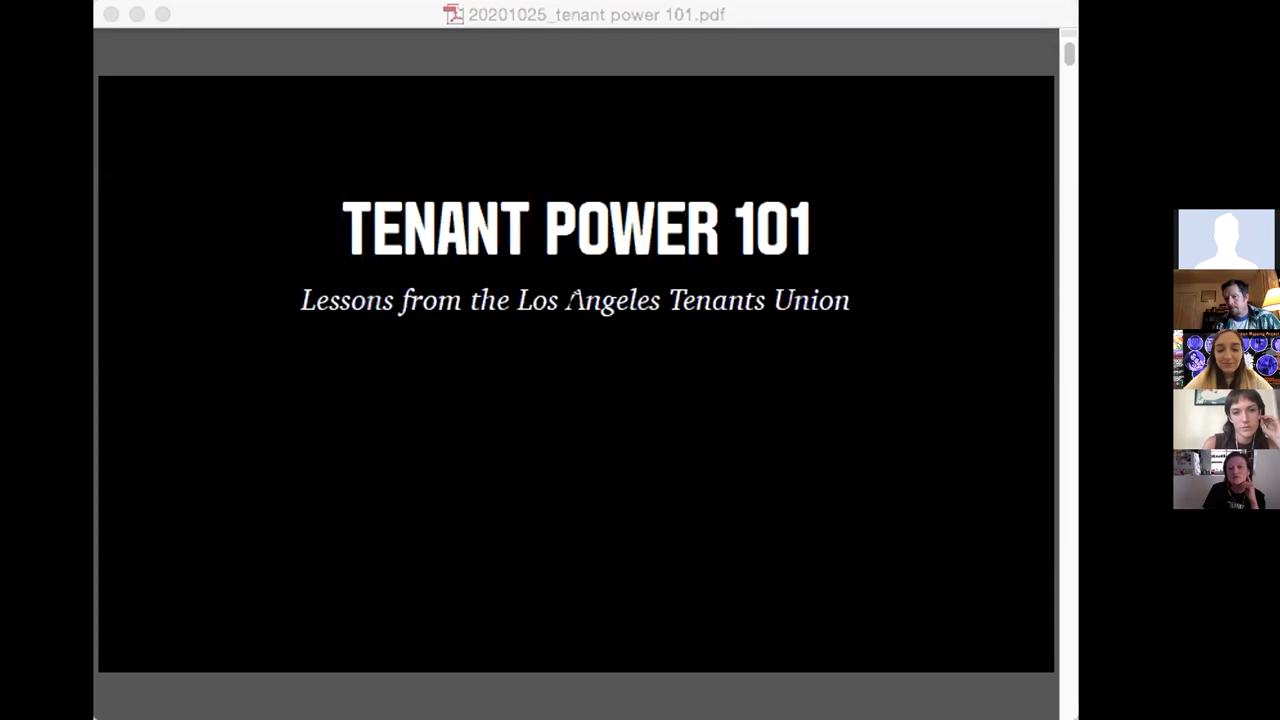 20201025_tenant power 101.pdf
TENANT POWER 101
Lessons from the Los Angeles Tenants Union